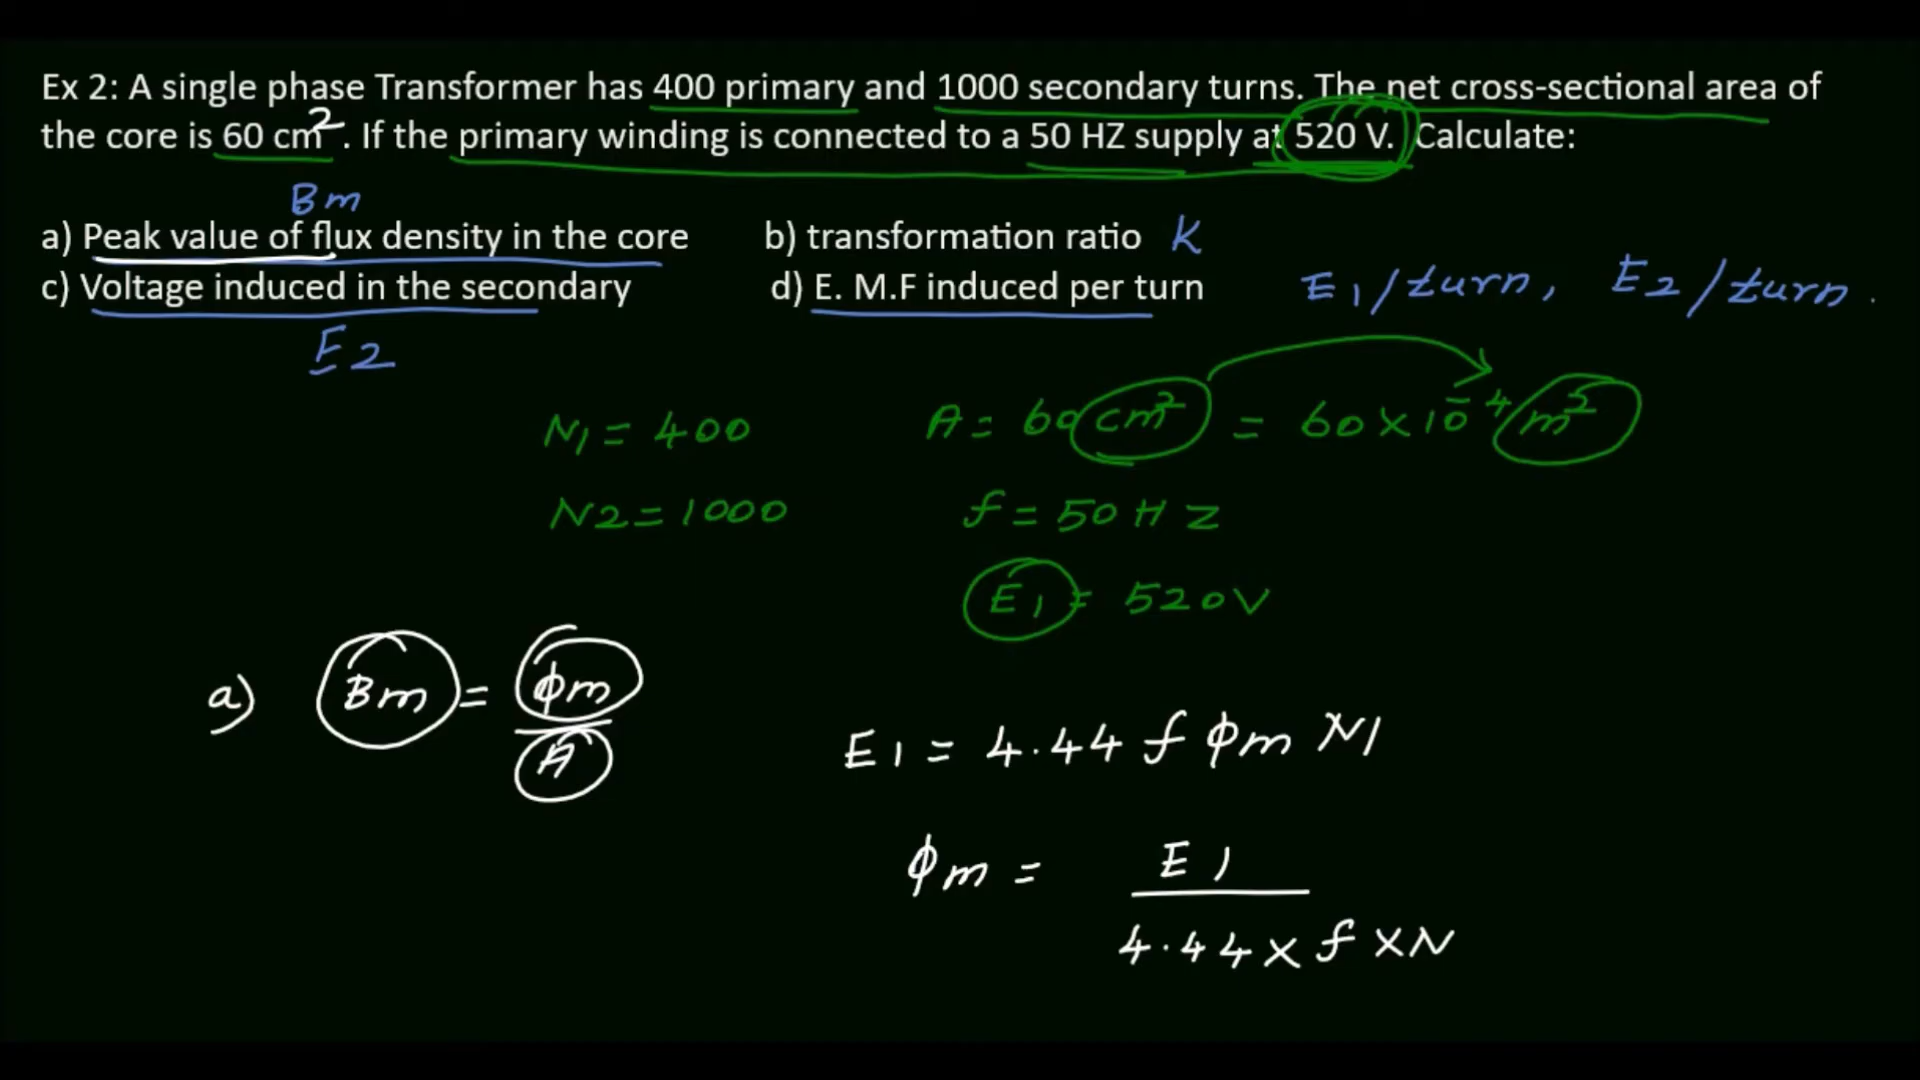 Ex 2: A single phase Transformer has 400 primary and 1000 secondary turns. The net cross-sectional area of
the core is 60 cm². If the primary winding is connected to a 50 HZ supply at 520 V. Calculate:
Bm
a) Peak value of flux density in the core b) transformation ratio K
c) Voltage induced in the secondary d) E. M.F induced per turn E1/turn, E2/turn.
E2
N1 = 400 A = 60 cm² = 60 × 10⁻⁴ m²
N2 = 1000 f = 50 HZ
E1 = 520V
a) Bm = φm / A
E1 = 4.44 f φm N1
φm = E1 / 4.44 × f × N